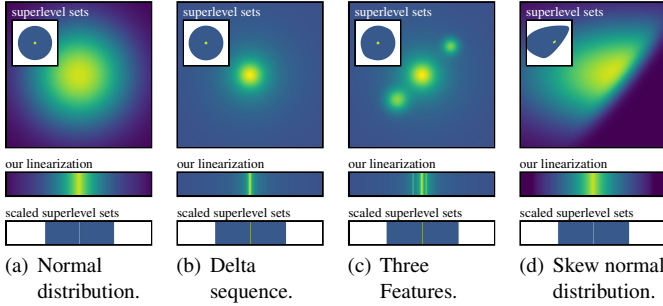 superlevel sets superlevel sets superlevel sets superlevel sets
our linearization our linearization our linearization our linearization
scaled superlevel sets scaled superlevel sets scaled superlevel sets scaled superlevel sets
(a) Normal distribution.
(b) Delta sequence.
(c) Three Features.
(d) Skew normal distribution.